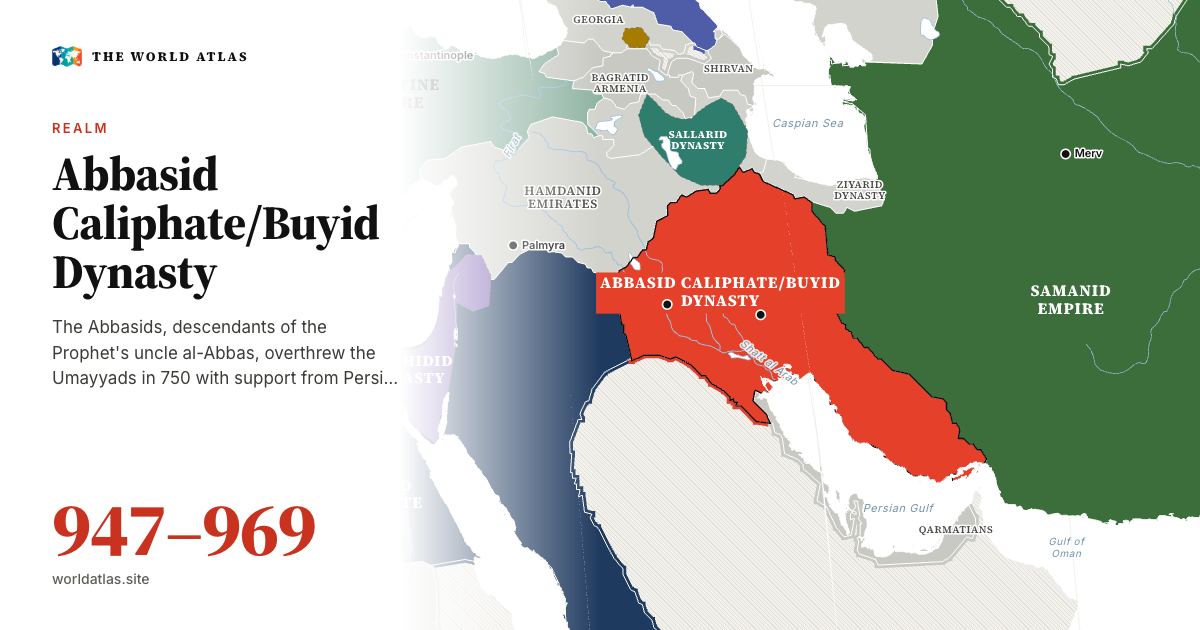 THE WORLD ATLAS
REALM
Abbasid
Caliphate/Buyid
Dynasty
The Abbasids, descendants of the
Prophet's uncle al-Abbas, overthrew the
Umayyads in 750 with support from Persi...
947–969
worldatlas.site
GEORGIA
BAGRATID
ARMENIA
SHIRVAN
SALLARID
DYNASTY
Caspian Sea
Merv
ZIYARID
DYNASTY
Firat
HAMDANID
EMIRATES
Palmyra
ABBASID CALIPHATE/BUYID
DYNASTY
SAMANID
EMPIRE
Shatt of Arab
Persian Gulf
QARMATIANS
Gulf of
Oman